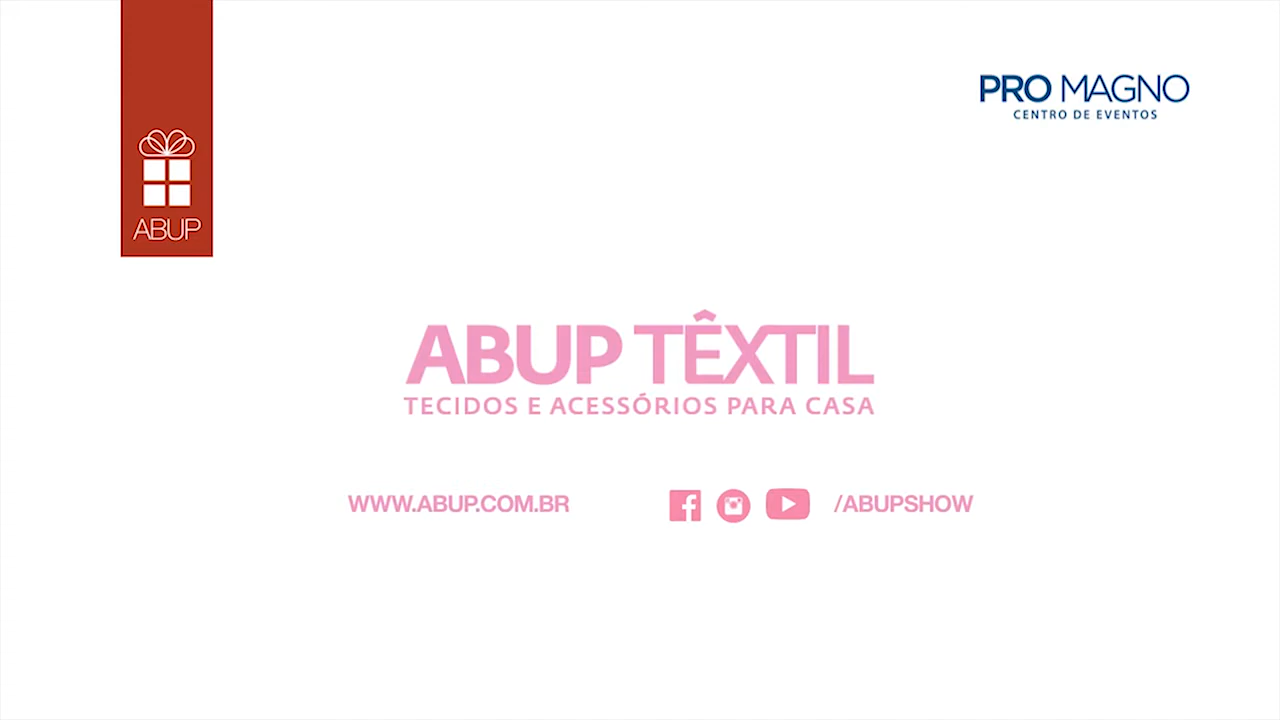 PRO MAGNO
CENTRO DE EVENTOS
ABUP
ABUP TÊXTIL
TECIDOS E ACESSÓRIOS PARA CASA
WWW.ABUP.COM.BR
/ABUPSHOW